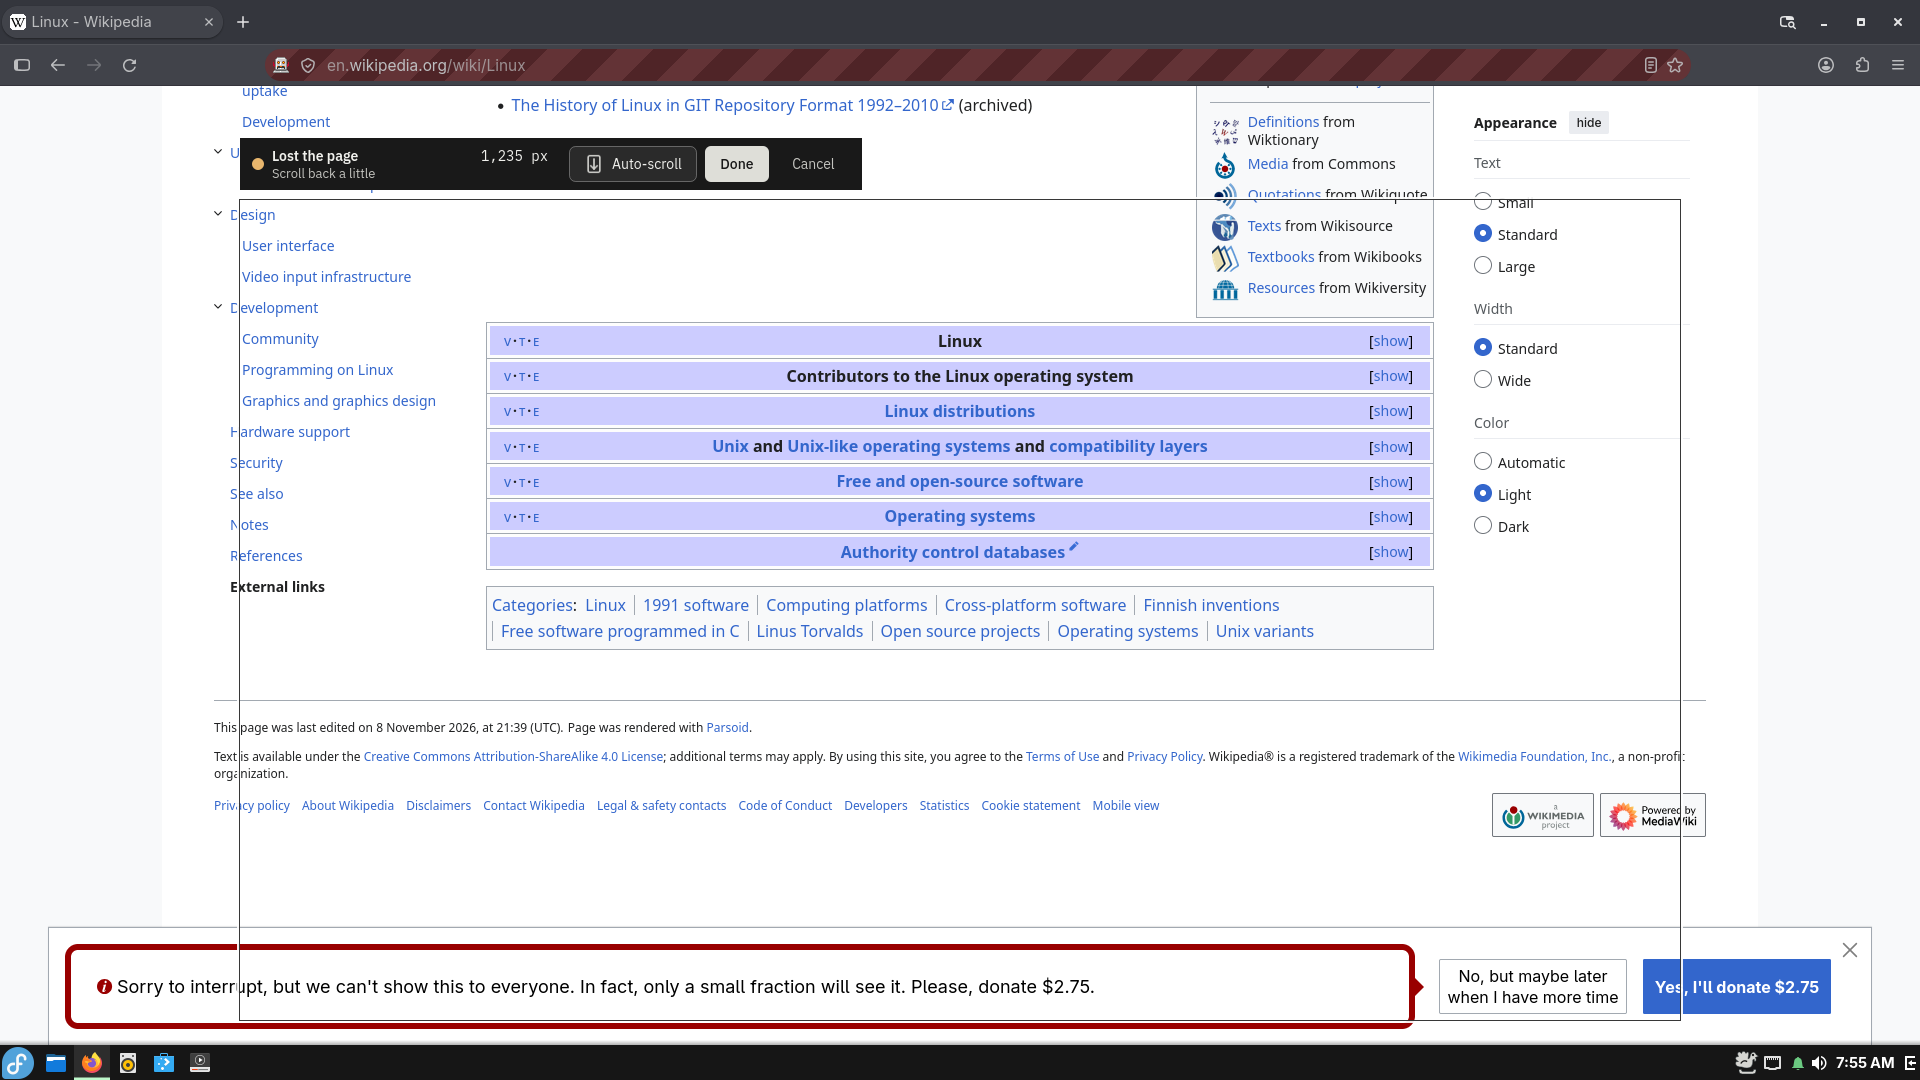 Linux - Wikipedia
en.wikipedia.org/wiki/Linux
uptake
Development
Lost the page
Scroll back a little
1,235 px
Auto-scroll
Done
Cancel
Design
User interface
Video input infrastructure
Development
Community
Programming on Linux
Graphics and graphics design
Hardware support
Security
See also
Notes
References
External links
The History of Linux in GIT Repository Format 1992–2010 (archived)
Definitions from
Wiktionary
Media from Commons
Quotations from Wikiquote
Texts from Wikisource
Textbooks from Wikibooks
Resources from Wikiversity
V·T·E Linux [show]
V·T·E Contributors to the Linux operating system [show]
V·T·E Linux distributions [show]
V·T·E Unix and Unix-like operating systems and compatibility layers [show]
V·T·E Free and open-source software [show]
V·T·E Operating systems [show]
Authority control databases [show]
Categories: Linux | 1991 software | Computing platforms | Cross-platform software | Finnish inventions
| Free software programmed in C | Linus Torvalds | Open source projects | Operating systems | Unix variants
Appearance hide
Text
Small
Standard
Large
Width
Standard
Wide
Color
Automatic
Light
Dark
This page was last edited on 8 November 2026, at 21:39 (UTC). Page was rendered with Parsoid.
Text is available under the Creative Commons Attribution-ShareAlike 4.0 License; additional terms may apply. By using this site, you agree to the Terms of Use and Privacy Policy. Wikipedia® is a registered trademark of the Wikimedia Foundation, Inc., a non-profit
organization.
Privacy policy About Wikipedia Disclaimers Contact Wikipedia Legal & safety contacts Code of Conduct Developers Statistics Cookie statement Mobile view
a
WIKIMEDIA
project
Powered by
MediaWiki
Sorry to interrupt, but we can't show this to everyone. In fact, only a small fraction will see it. Please, donate $2.75.
No, but maybe later
when I have more time
Yes, I'll donate $2.75
7:55 AM